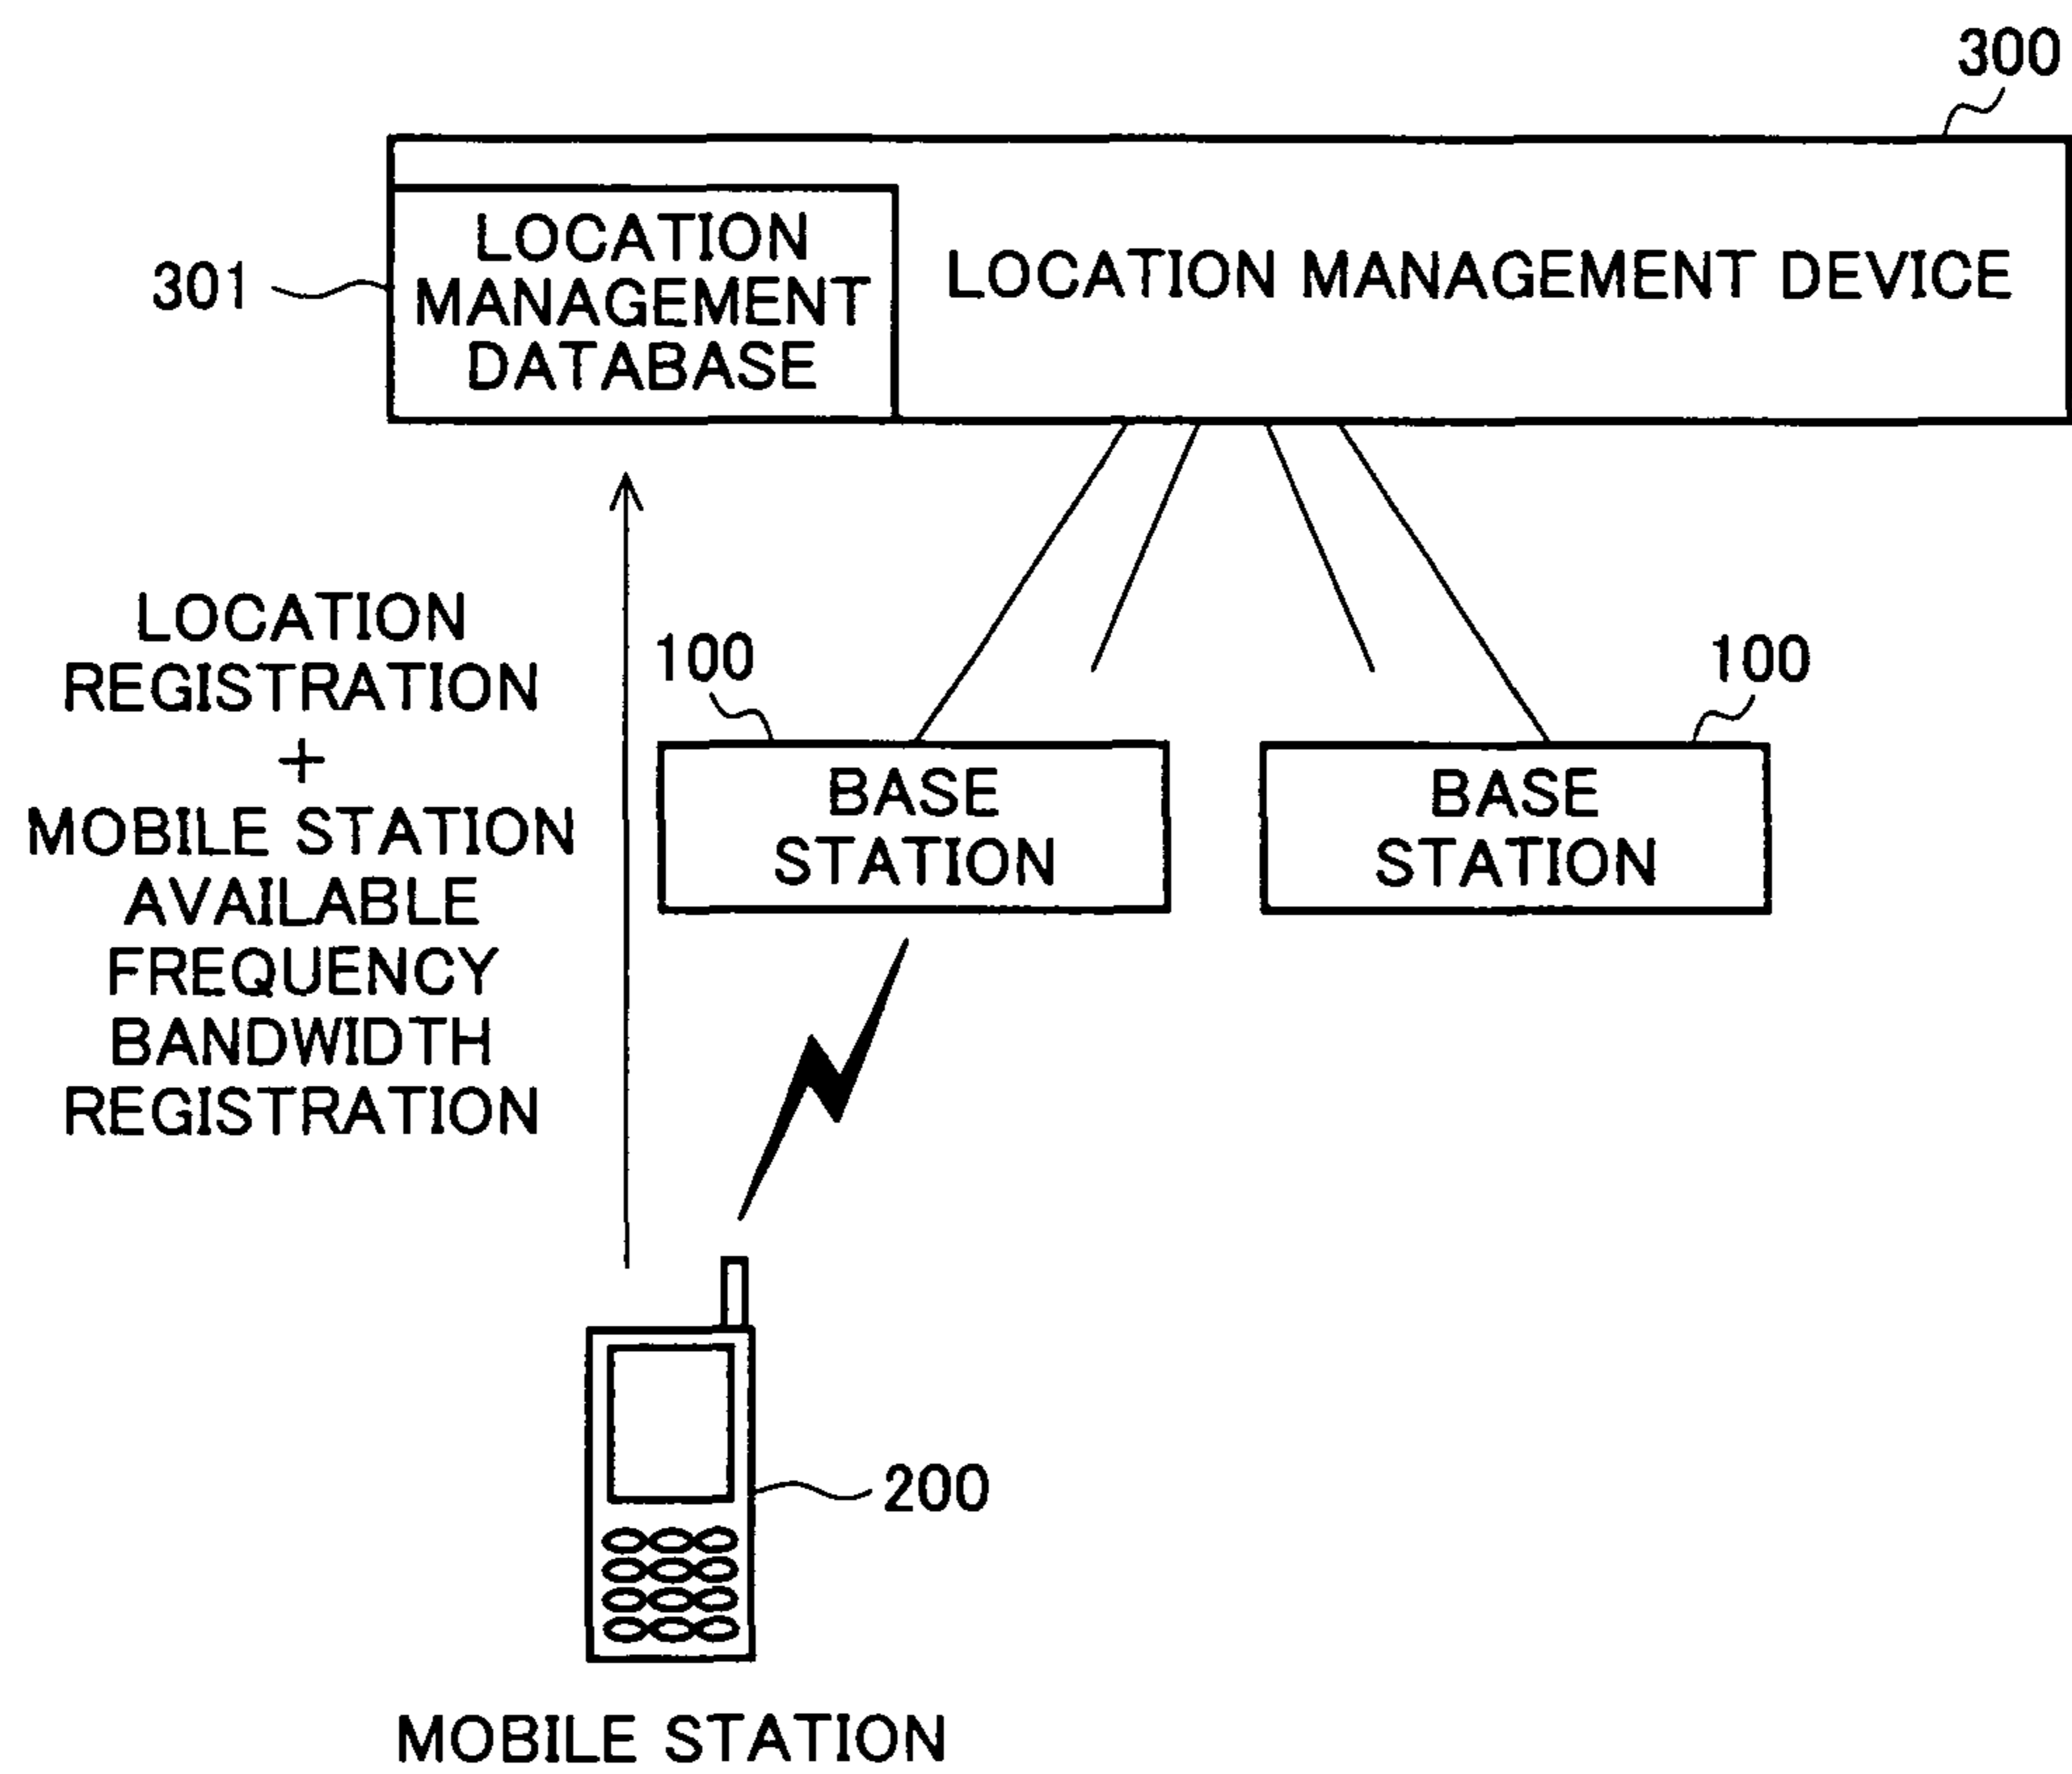 300
LOCATION
MANAGEMENT
DATABASE
LOCATION MANAGEMENT DEVICE
301
LOCATION
REGISTRATION
+
MOBILE STATION
AVAILABLE
FREQUENCY
BANDWIDTH
REGISTRATION
100
100
BASE
STATION
BASE
STATION
200
MOBILE STATION